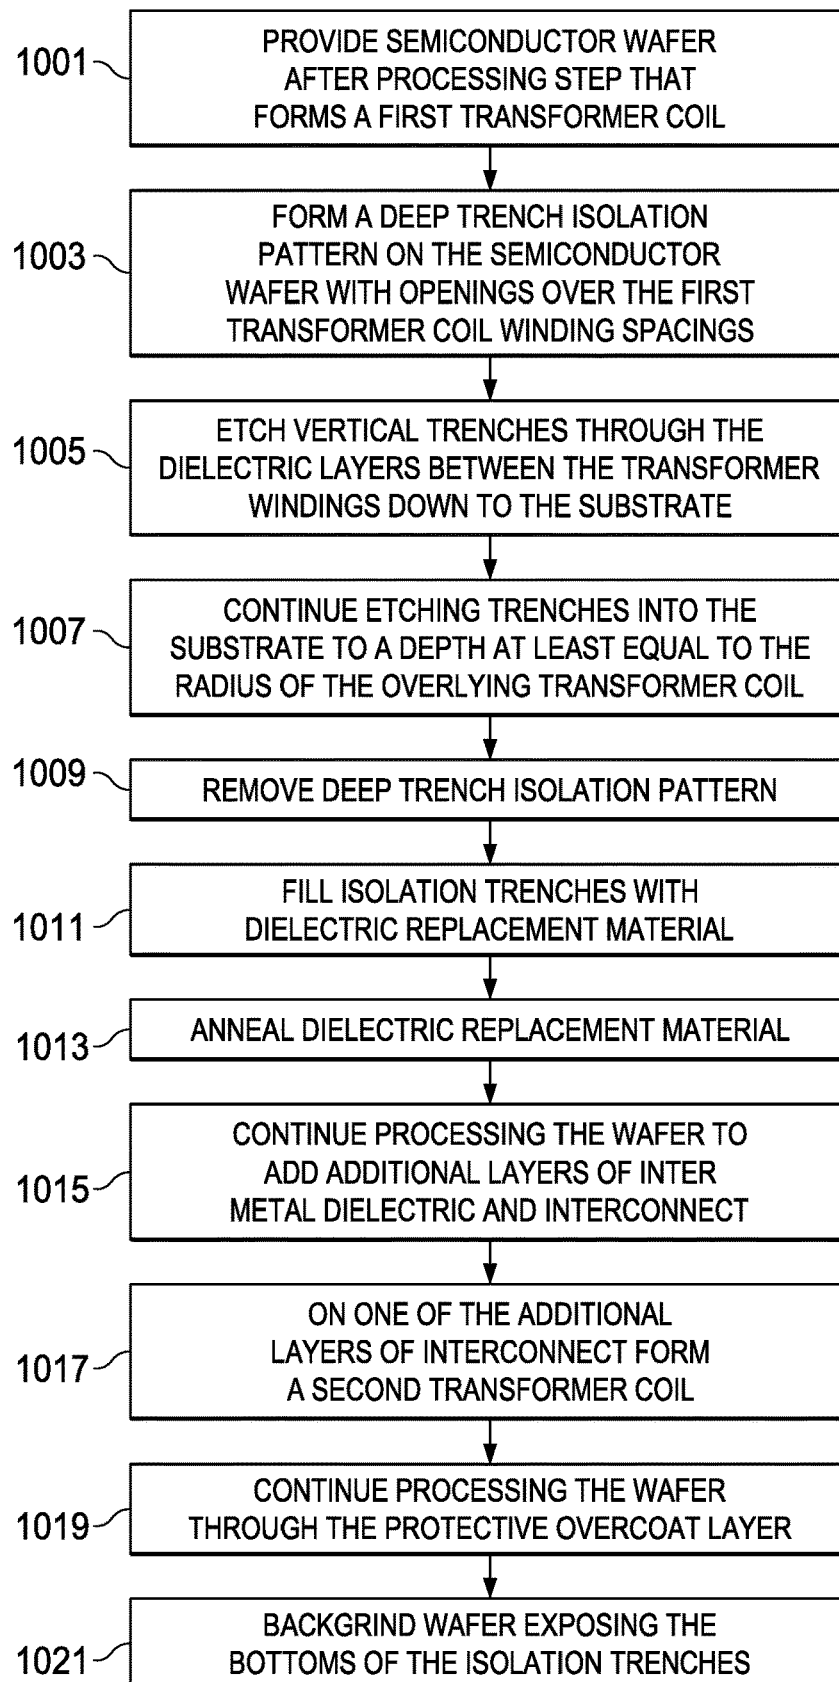 1001
PROVIDE SEMICONDUCTOR WAFER
AFTER PROCESSING STEP THAT
FORMS A FIRST TRANSFORMER COIL
1003
FORM A DEEP TRENCH ISOLATION
PATTERN ON THE SEMICONDUCTOR
WAFER WITH OPENINGS OVER THE FIRST
TRANSFORMER COIL WINDING SPACINGS
1005
ETCH VERTICAL TRENCHES THROUGH THE
DIELECTRIC LAYERS BETWEEN THE TRANSFORMER
WINDINGS DOWN TO THE SUBSTRATE
1007
CONTINUE ETCHING TRENCHES INTO THE
SUBSTRATE TO A DEPTH AT LEAST EQUAL TO THE
RADIUS OF THE OVERLYING TRANSFORMER COIL
1009
REMOVE DEEP TRENCH ISOLATION PATTERN
1011
FILL ISOLATION TRENCHES WITH
DIELECTRIC REPLACEMENT MATERIAL
1013
ANNEAL DIELECTRIC REPLACEMENT MATERIAL
1015
CONTINUE PROCESSING THE WAFER TO
ADD ADDITIONAL LAYERS OF INTER
METAL DIELECTRIC AND INTERCONNECT
1017
ON ONE OF THE ADDITIONAL
LAYERS OF INTERCONNECT FORM
A SECOND TRANSFORMER COIL
1019
CONTINUE PROCESSING THE WAFER
THROUGH THE PROTECTIVE OVERCOAT LAYER
1021
BACKGRIND WAFER EXPOSING THE
BOTTOMS OF THE ISOLATION TRENCHES